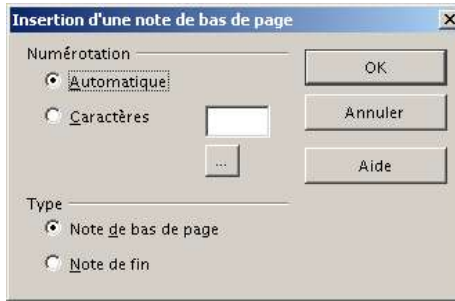 Insertion d'une note de bas de page
Numérotation
Automatique
Caractères
...
OK
Annuler
Aide
Type
Note de bas de page
Note de fin